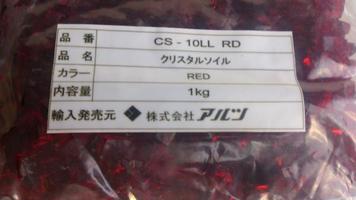 品番 CS - 10LL RD
品名 クリスタルソイル
カラー RED
内容量 1kg
輸入発売元 株式会社 アルツ